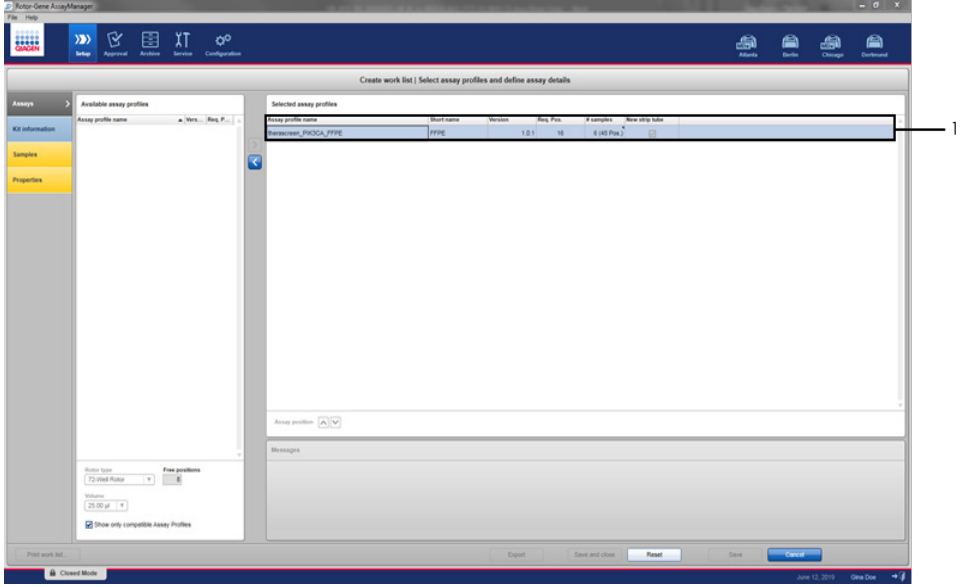 Rotor-Gene AssayManager
File Help
QIAGEN
Setup Approval Archive Service Configuration
Atlanta Berlin Chicago Dortmund
Create work list | Select assay profiles and define assay details
Assays
Kit information
Samples
Properties
Available assay profiles
Assay profile name Vers... Req. P...
Selected assay profiles
Assay profile name Short name Version Req. Pos. # samples New strip tube
therascreen_PIK3CA_FFPE FFPE 1.0.1 16 6 (48 Pos.)
1
Assay position
Messages
Rotor type Free positions
72-Well Rotor 8
Volume
25.00 µl
Show only compatible Assay Profiles
Print work list... Export Save and close Reset Save Cancel
Closed Mode June 12, 2019 Gina Doe